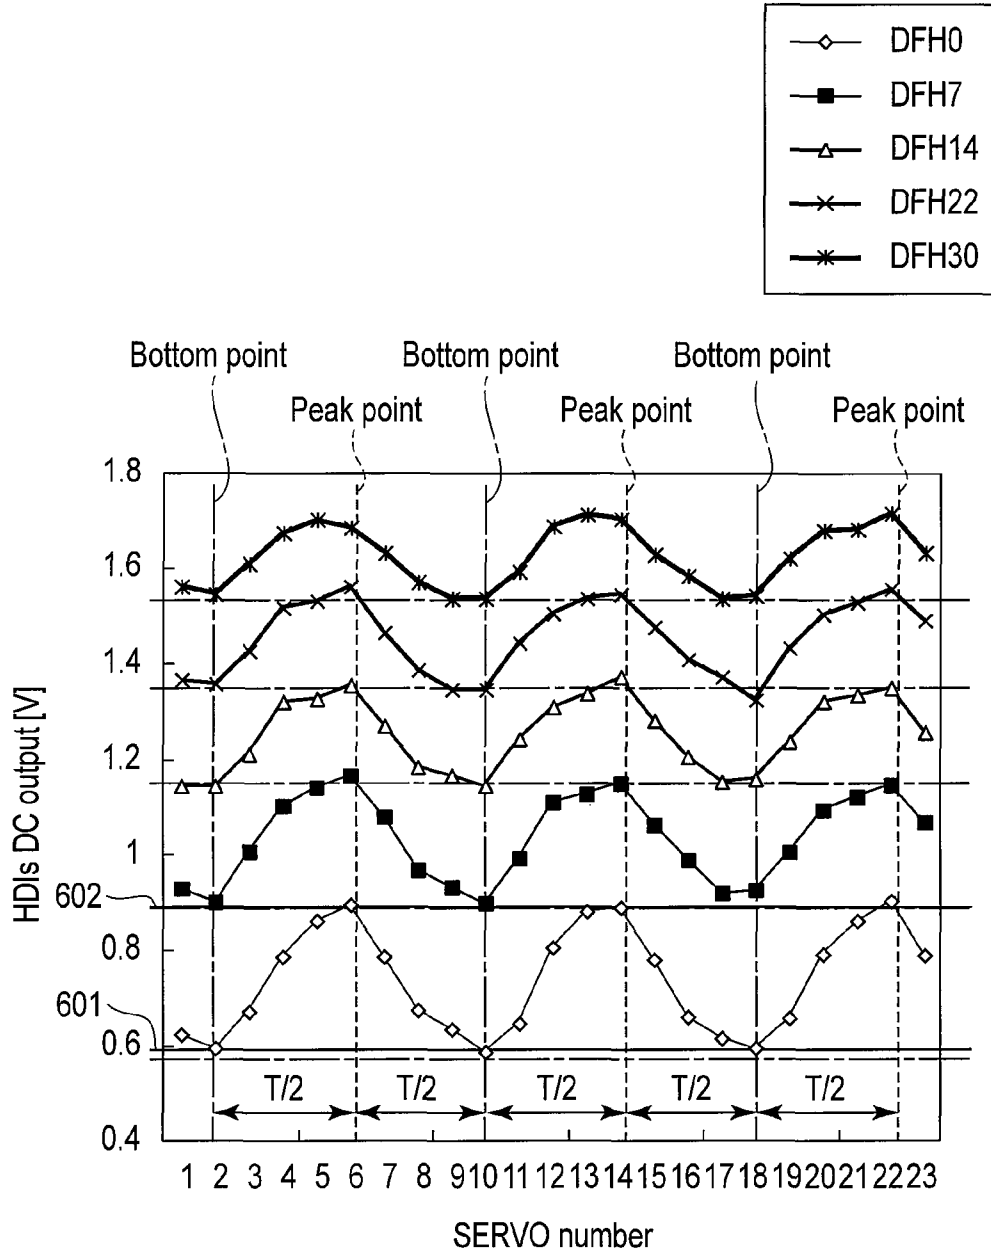 DFH0
DFH7
DFH14
DFH22
DFH30
Bottom point
Bottom point
Bottom point
Peak point
Peak point
Peak point
1.8
1.6
1.4
1.2
1
0.8
0.6
0.4
HDIs DC output [V]
602
601
T/2
T/2
T/2
T/2
T/2
1 2 3 4 5 6 7 8 9 10 11 12 13 14 15 16 17 18 19 20 21 22 23
SERVO number